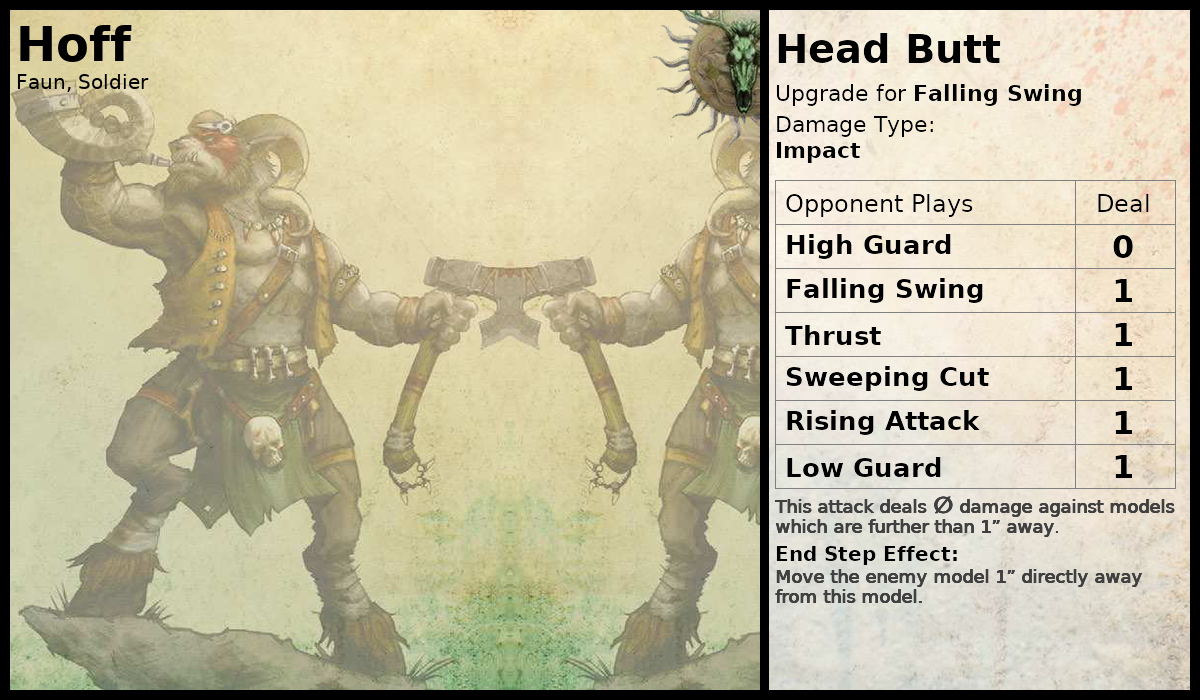 Hoff
Faun, Soldier
Head Butt
Upgrade for Falling Swing
Damage Type:
Impact
Opponent Plays Deal
High Guard 0
Falling Swing 1
Thrust 1
Sweeping Cut 1
Rising Attack 1
Low Guard 1
This attack deals Ø damage against models
which are further than 1” away.
End Step Effect:
Move the enemy model 1” directly away
from this model.